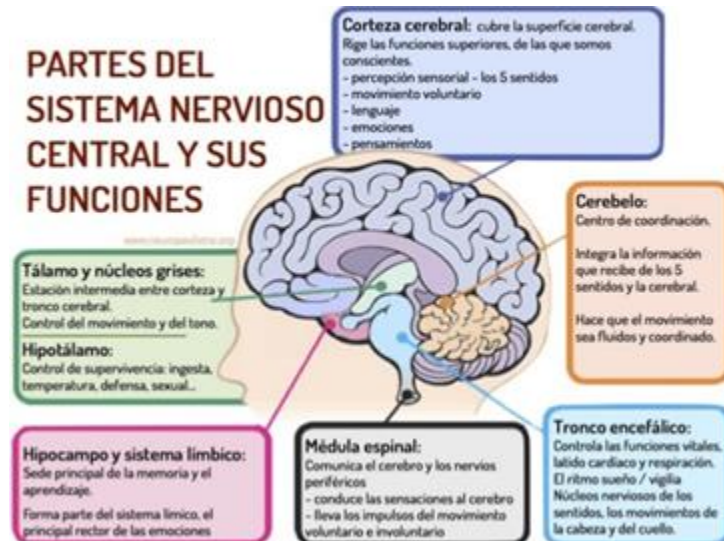 PARTES DEL
SISTEMA NERVIOSO
CENTRAL Y SUS
FUNCIONES
Corteza cerebral: cubre la superficie cerebral.
Rige las funciones superiores, de las que somos
conscientes.
- percepción sensorial - los 5 sentidos
- movimiento voluntario
- lenguaje
- emociones
- pensamientos
Cerebelo:
Centro de coordinación.
Integra la información
que recibe de los 5
sentidos y la cerebral.
Hace que el movimiento
sea fluidos y coordinado.
Tálamo y núcleos grises:
Estación intermedia entre corteza y
tronco cerebral.
Control del movimiento y del tono.
Hipotálamo:
Control de supervivencia: ingesta,
temperatura, defensa, sexual...
Hipocampo y sistema límbico:
Sede principal de la memoria y el
aprendizaje.
Forma parte del sistema límico, el
principal rector de las emociones
Médula espinal:
Comunica el cerebro y los nervios
periféricos
- conduce las sensaciones al cerebro
- lleva los impulsos del movimiento
voluntario e involuntario
Tronco encefálico:
Controla las funciones vitales,
latido cardíaco y respiración.
El ritmo sueño / vigilia
Núcleos nerviosos de los
sentidos, los movimientos de
la cabeza y del cuello.